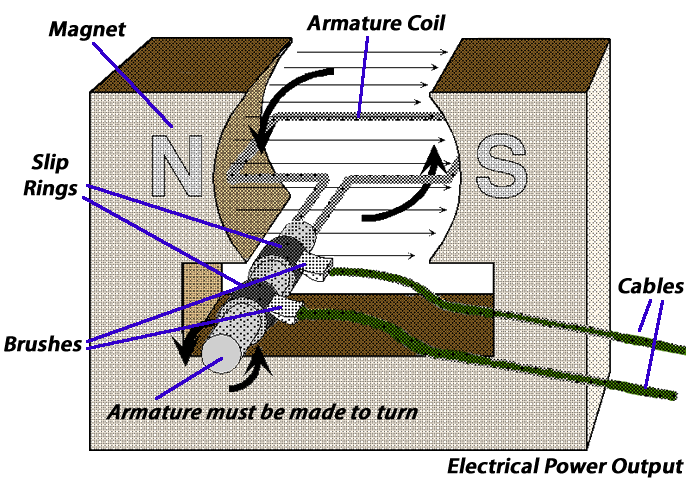 Armature Coil
Magnet
N
S
Slip
Rings
Cables
Brushes
Armature must be made to turn
Electrical Power Output